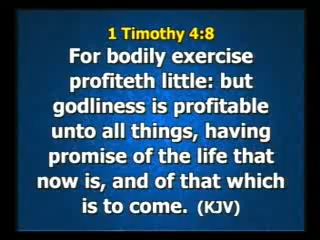 1 Timothy 4:8
For bodily exercise
profiteth little: but
godliness is profitable
unto all things, having
promise of the life that
now is, and of that which
is to come. (KJV)